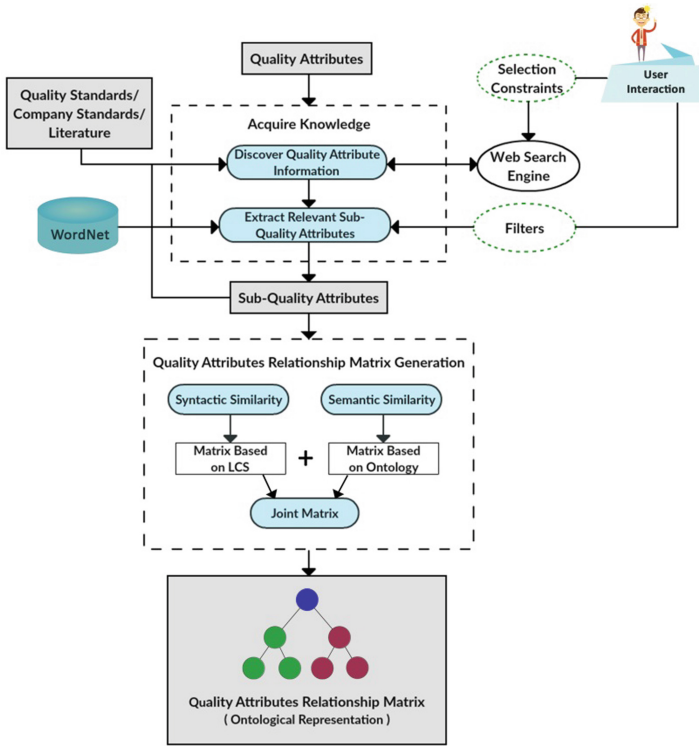 Quality Attributes
Quality Standards/
Company Standards/
Literature
Selection
Constraints
User
Interaction
Acquire Knowledge
Discover Quality Attribute
Information
Web Search
Engine
WordNet
Extract Relevant Sub-
Quality Attributes
Filters
Sub-Quality Attributes
Quality Attributes Relationship Matrix Generation
Syntactic Similarity
Semantic Similarity
Matrix Based
on LCS
+
Matrix Based
on Ontology
Joint Matrix
Quality Attributes Relationship Matrix
( Ontological Representation )